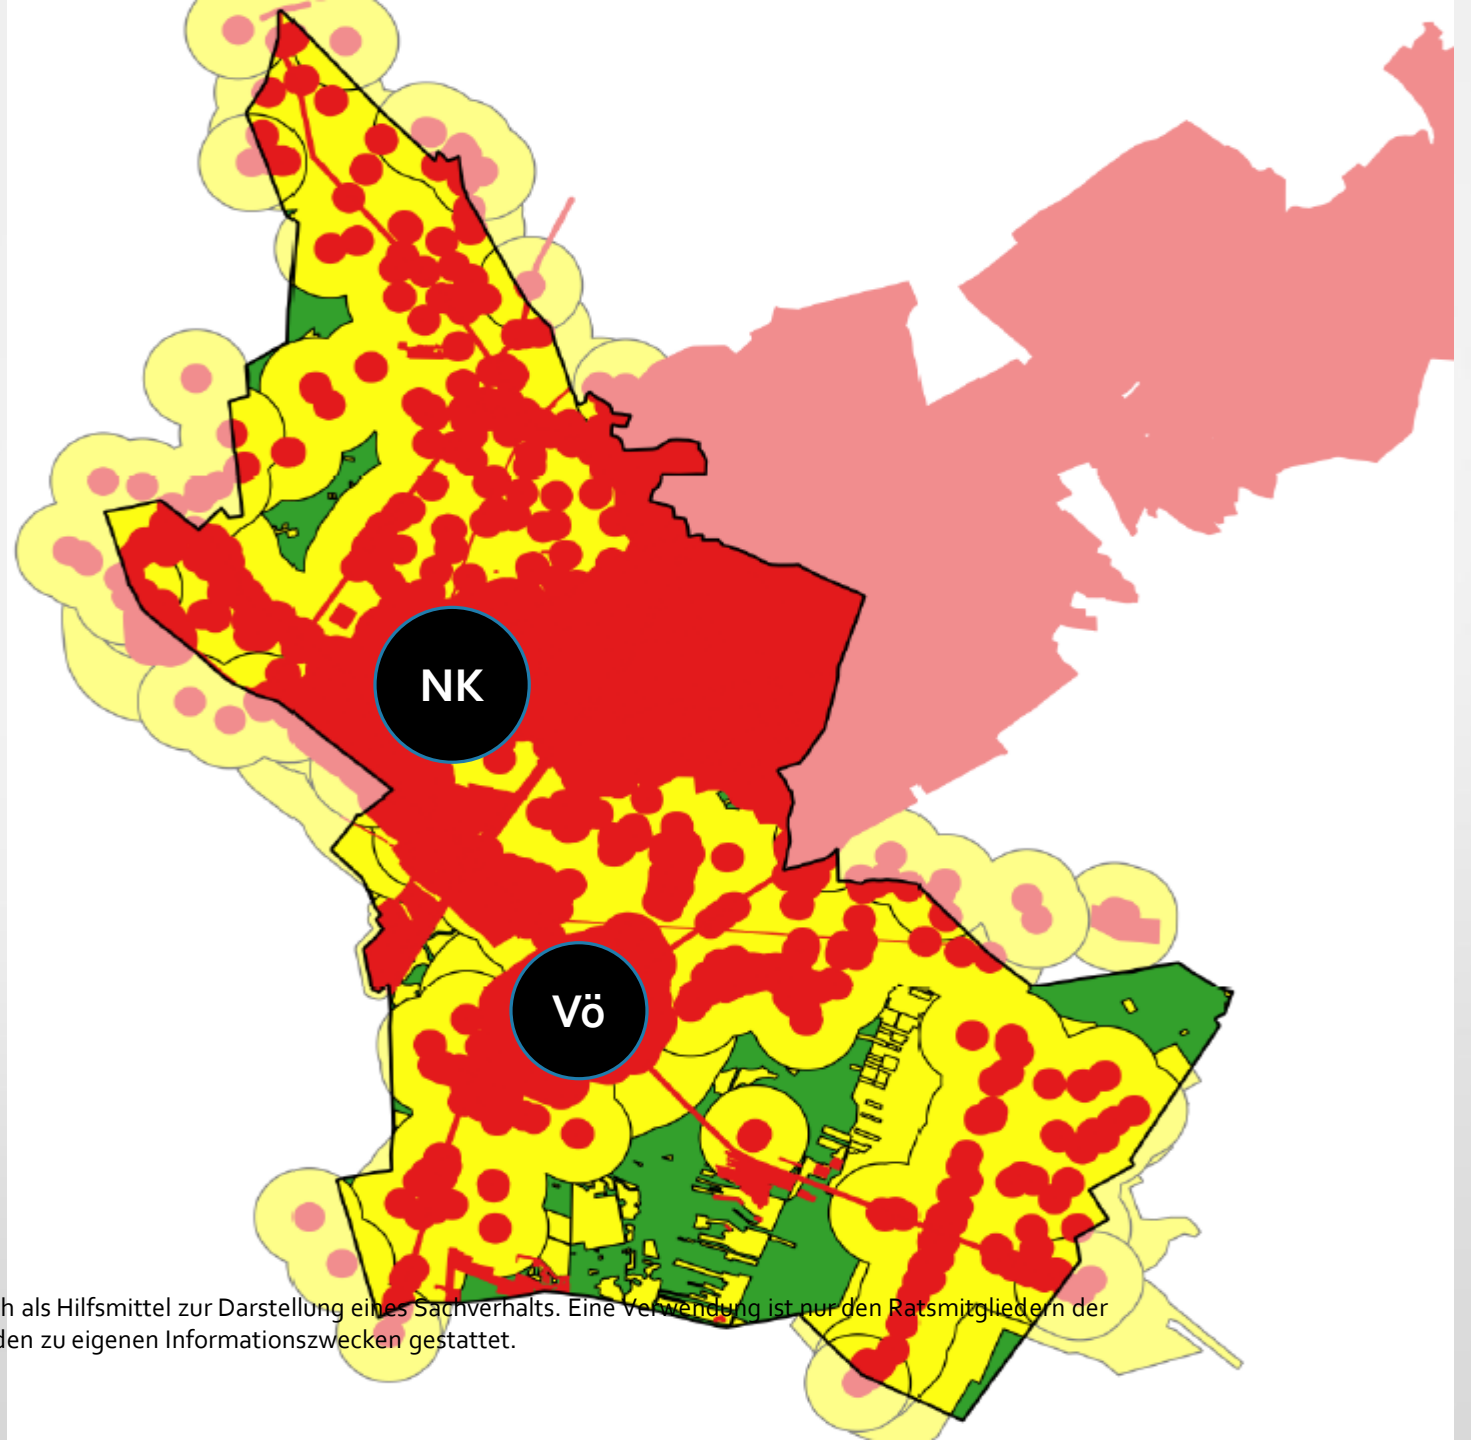 NK
Vö
h als Hilfsmittel zur Darstellung eines Sachverhalts. Eine Verwendung ist nur den Ratsmitgliedern der
den zu eigenen Informationszwecken gestattet.